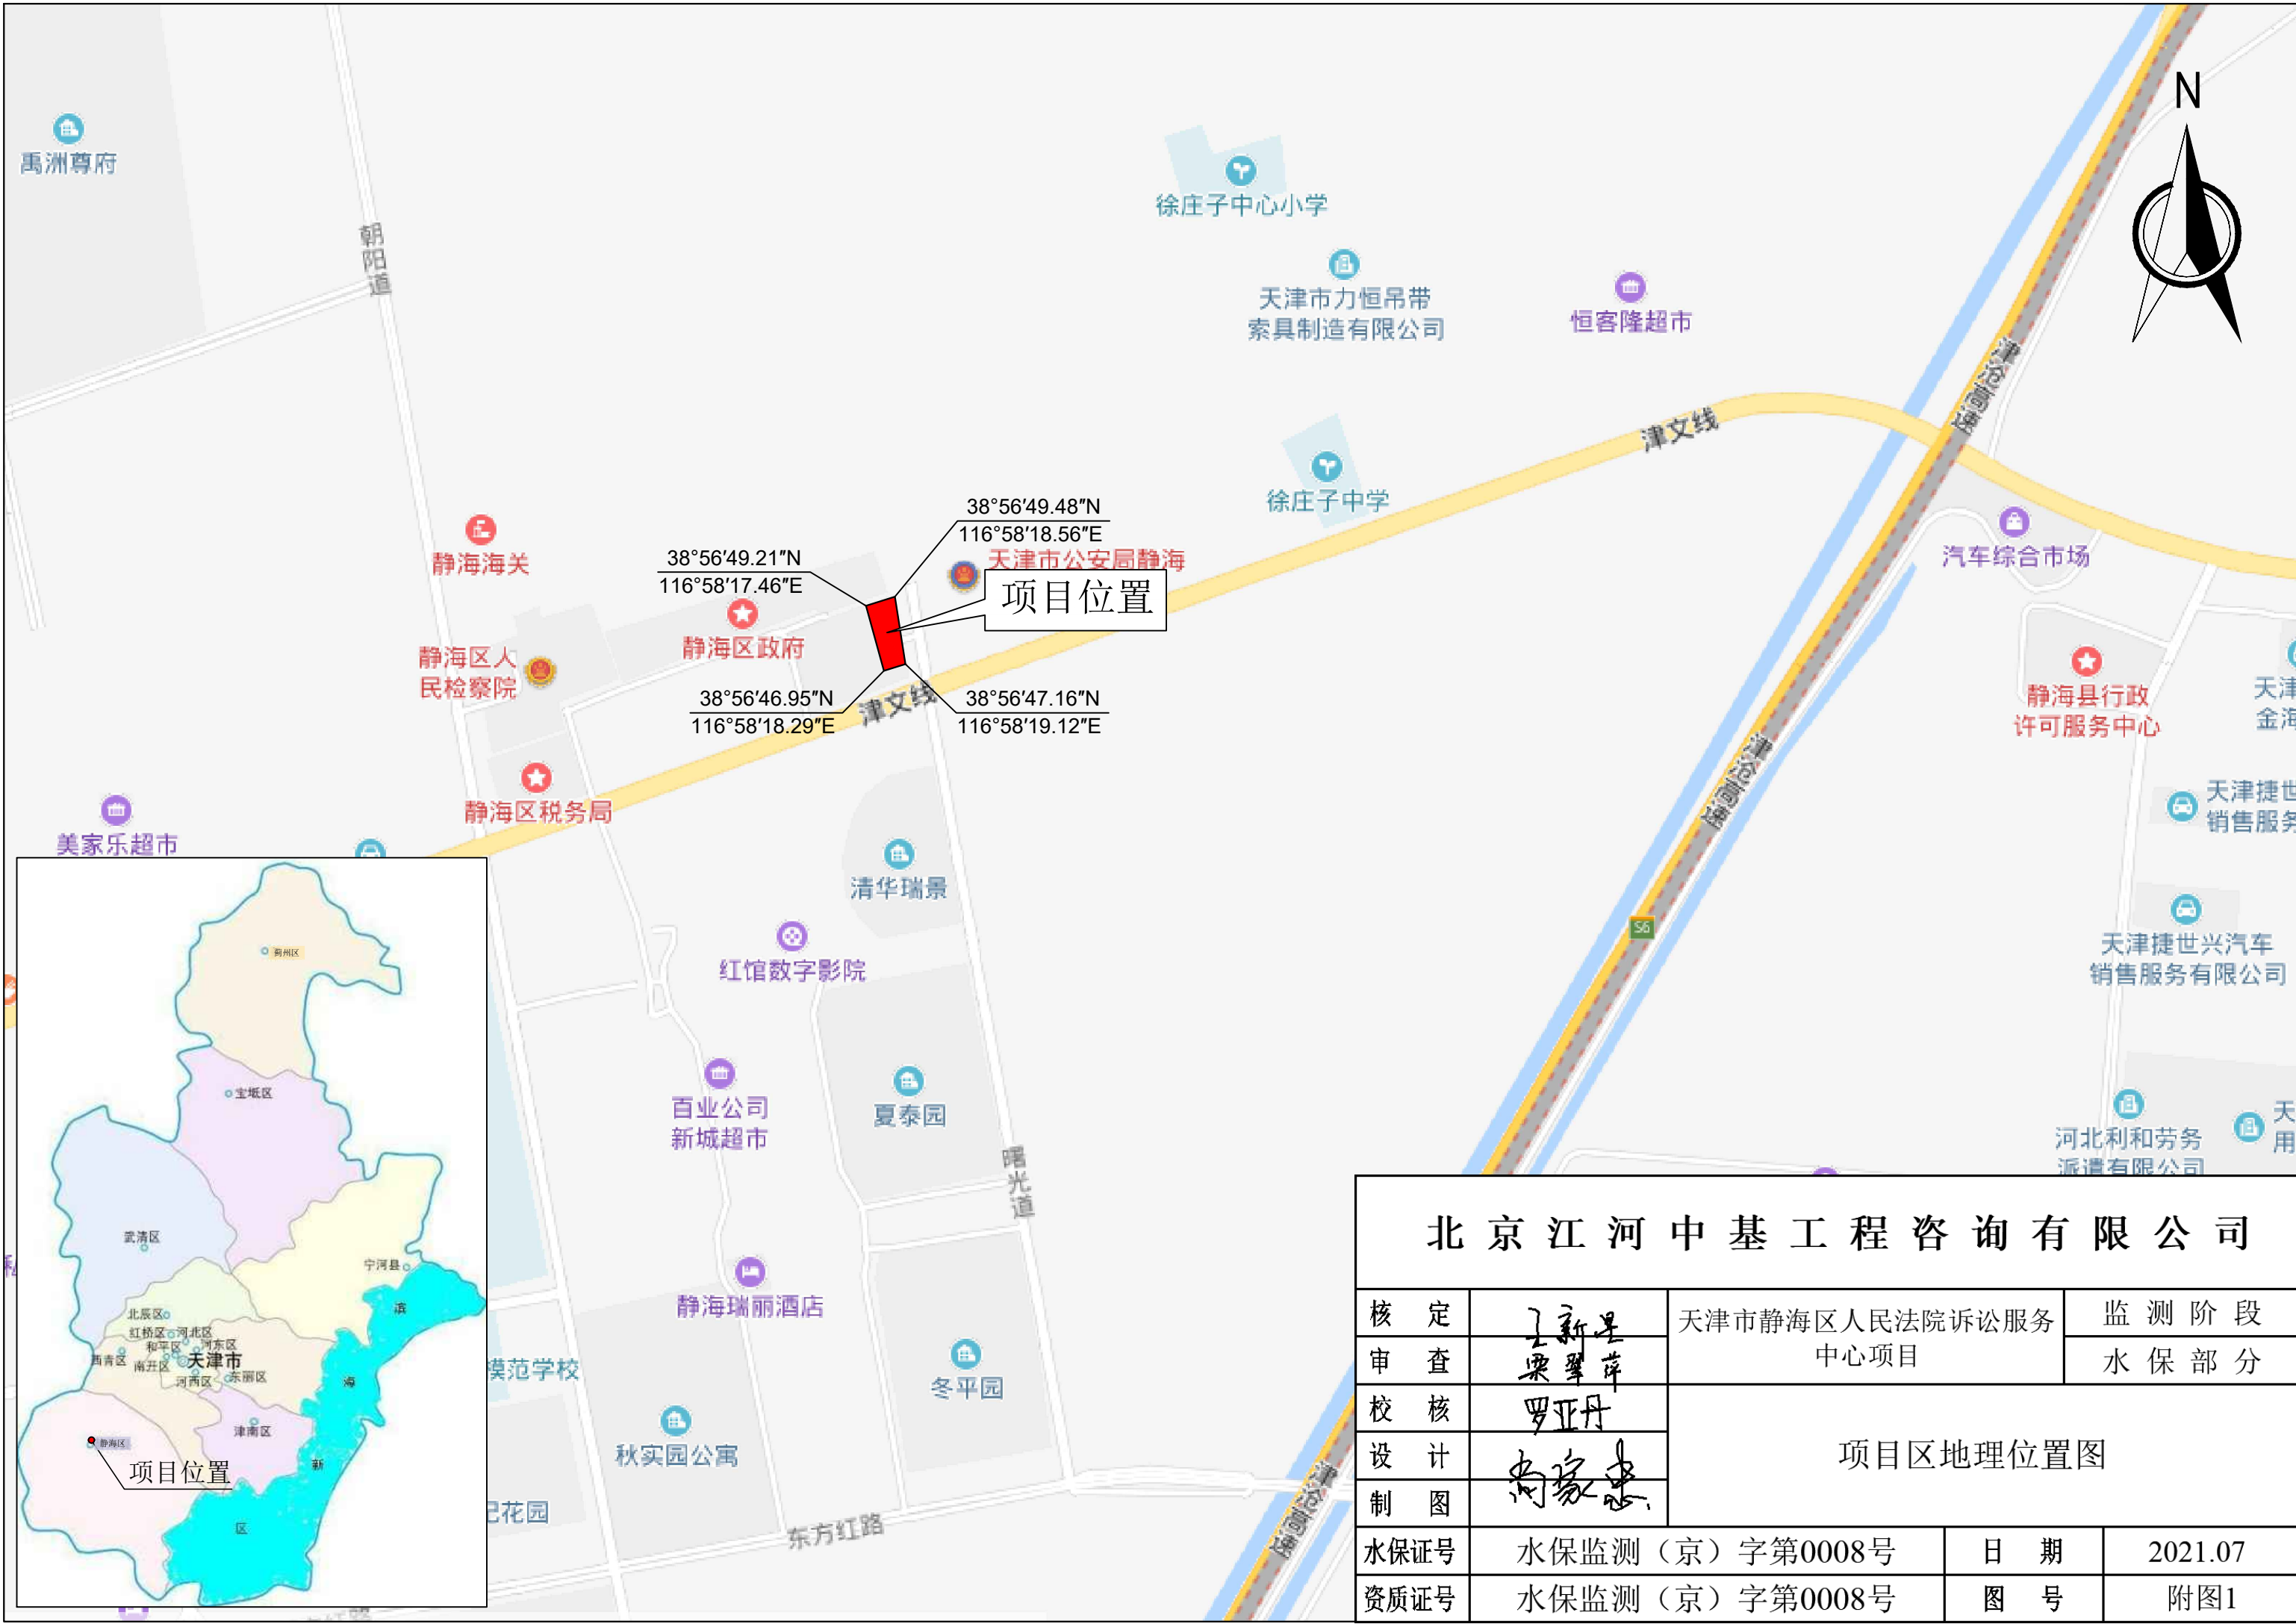 N
禹洲尊府
徐庄子中心小学
朝阳道
天津市力恒吊带
索具制造有限公司
恒客隆超市
津沧高速
津文线
徐庄子中学
38°56′49.48″N
116°58′18.56″E
静海海关
38°56′49.21″N
116°58′17.46″E
天津市公安局静海
项目位置
汽车综合市场
静海区政府
静海区人
民检察院
38°56′46.95″N
116°58′18.29″E
津文线
38°56′47.16″N
116°58′19.12″E
静海县行政
许可服务中心
天津
金海
津沧高速
静海区税务局
天津捷世
销售服务
美家乐超市
清华瑞景
S6
天津捷世兴汽车
销售服务有限公司
红馆数字影院
百业公司
新城超市
夏泰园
河北利和劳务
派遣有限公司
天
用
曙光道
静海瑞丽酒店
模范学校
冬平园
秋实园公寓
花园
东方红路
津沧高速
蓟州区
宝坻区
武清区
宁河县
滨
北辰区
红桥区
河北区
和平区
河东区
西青区
南开区
天津市
河西区
东丽区
海
津南区
静海区
新
项目位置
区
北京江河中基工程咨询有限公司
核 定
王新星
天津市静海区人民法院诉讼服务
中心项目
监测阶段
审 查
梁翠萍
水保部分
校 核
罗亚丹
设 计
项目区地理位置图
制 图
水保证号
水保监测（京）字第0008号
日 期
2021.07
资质证号
水保监测（京）字第0008号
图 号
附图1